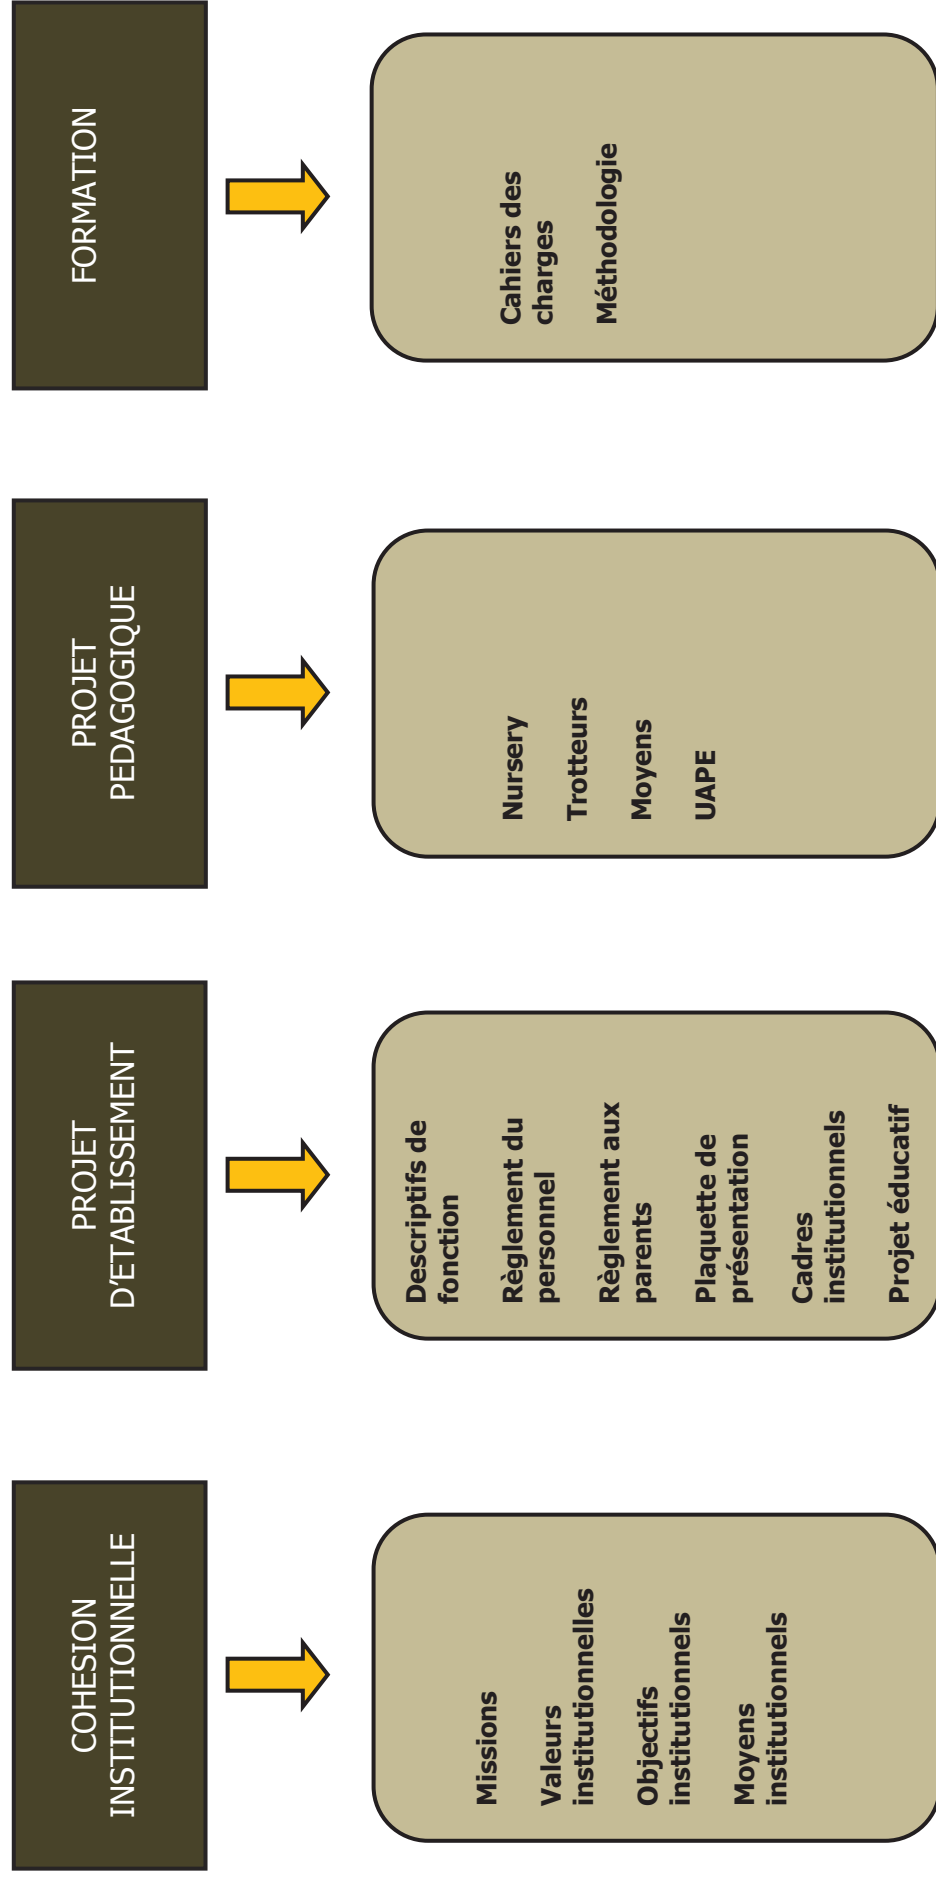 COHESION
INSTITUTIONNELLE
Missions
Valeurs
institutionnelles
Objectifs
institutionnels
Moyens
institutionnels
PROJET
D’ETABLISSEMENT
Descriptifs de
fonction
Règlement du
personnel
Règlement aux
parents
Plaquette de
présentation
Cadres
institutionnels
Projet éducatif
PROJET
PEDAGOGIQUE
Nursery
Trotteurs
Moyens
UAPE
FORMATION
Cahiers des
charges
Méthodologie